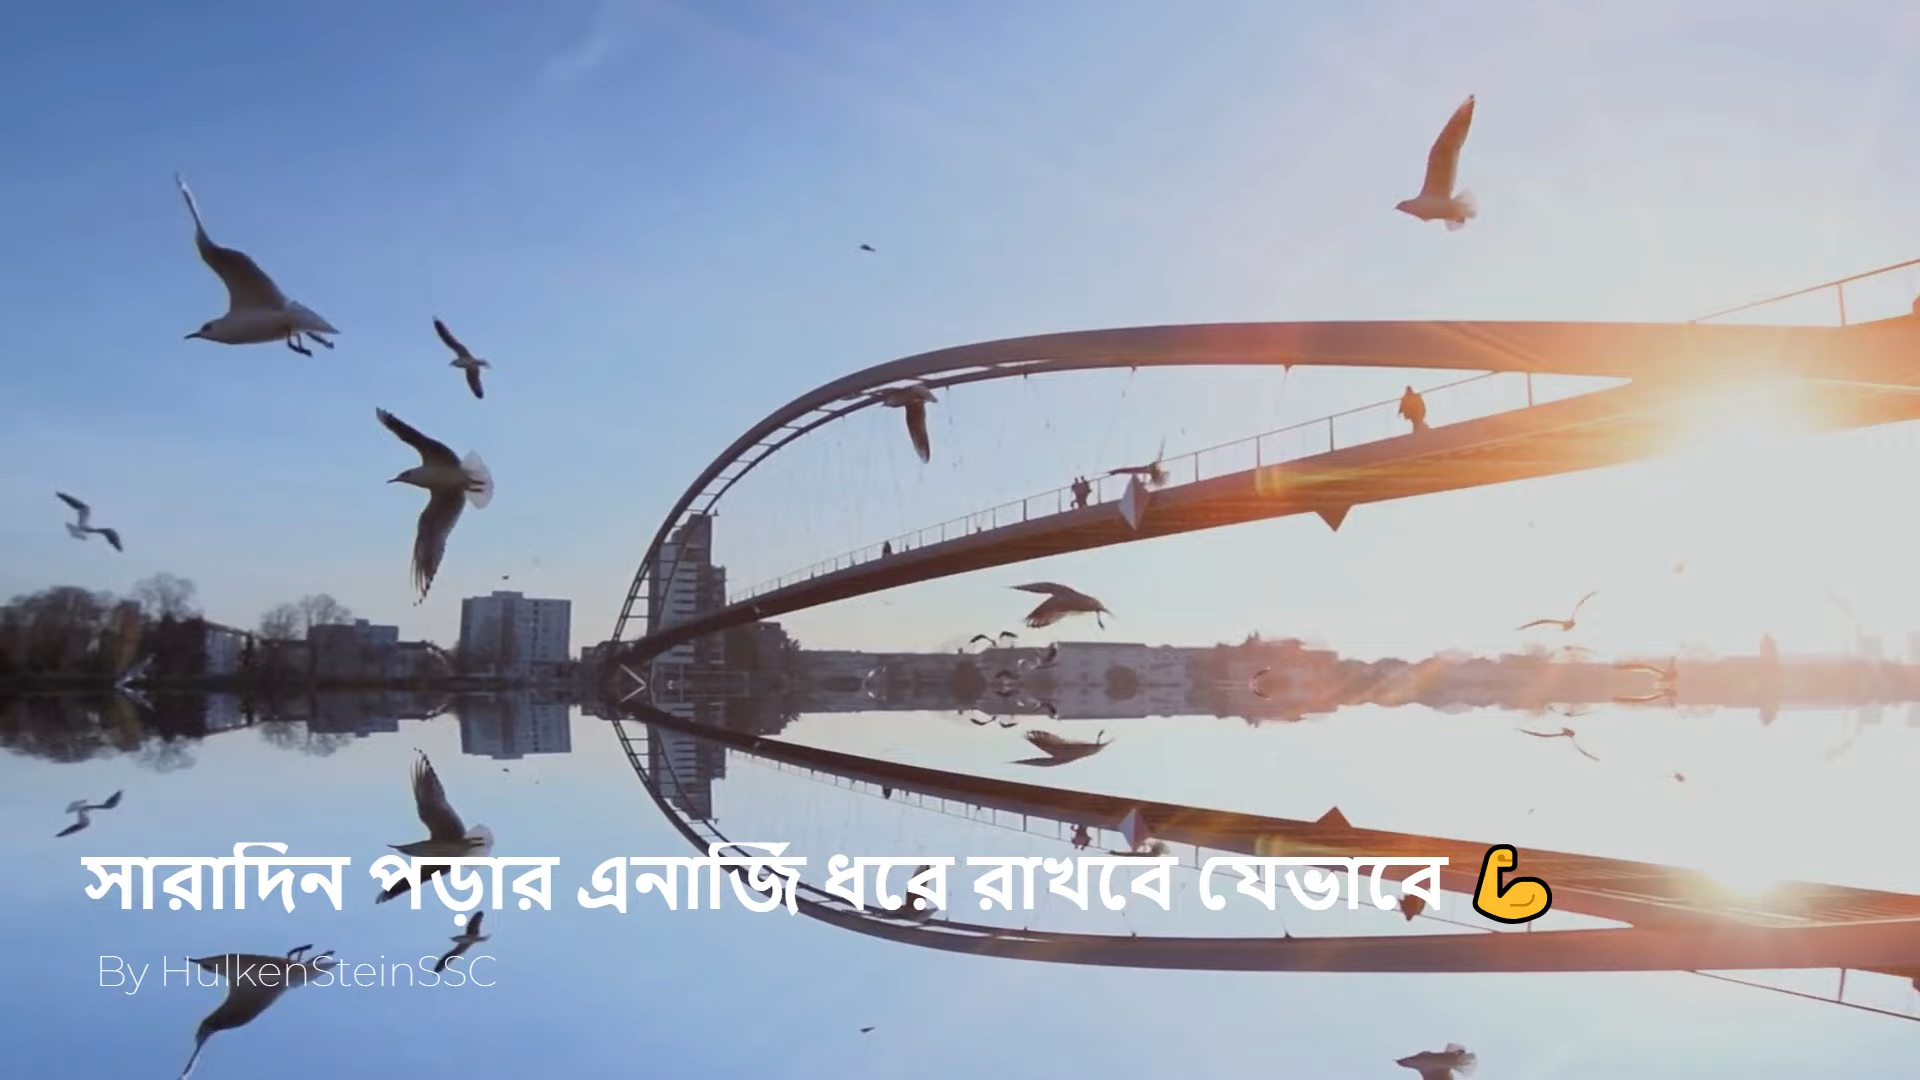 সারাদিন পড়ার এনার্জি ধরে রাখবে যেভাবে 💪
By HulkenSteinSSC